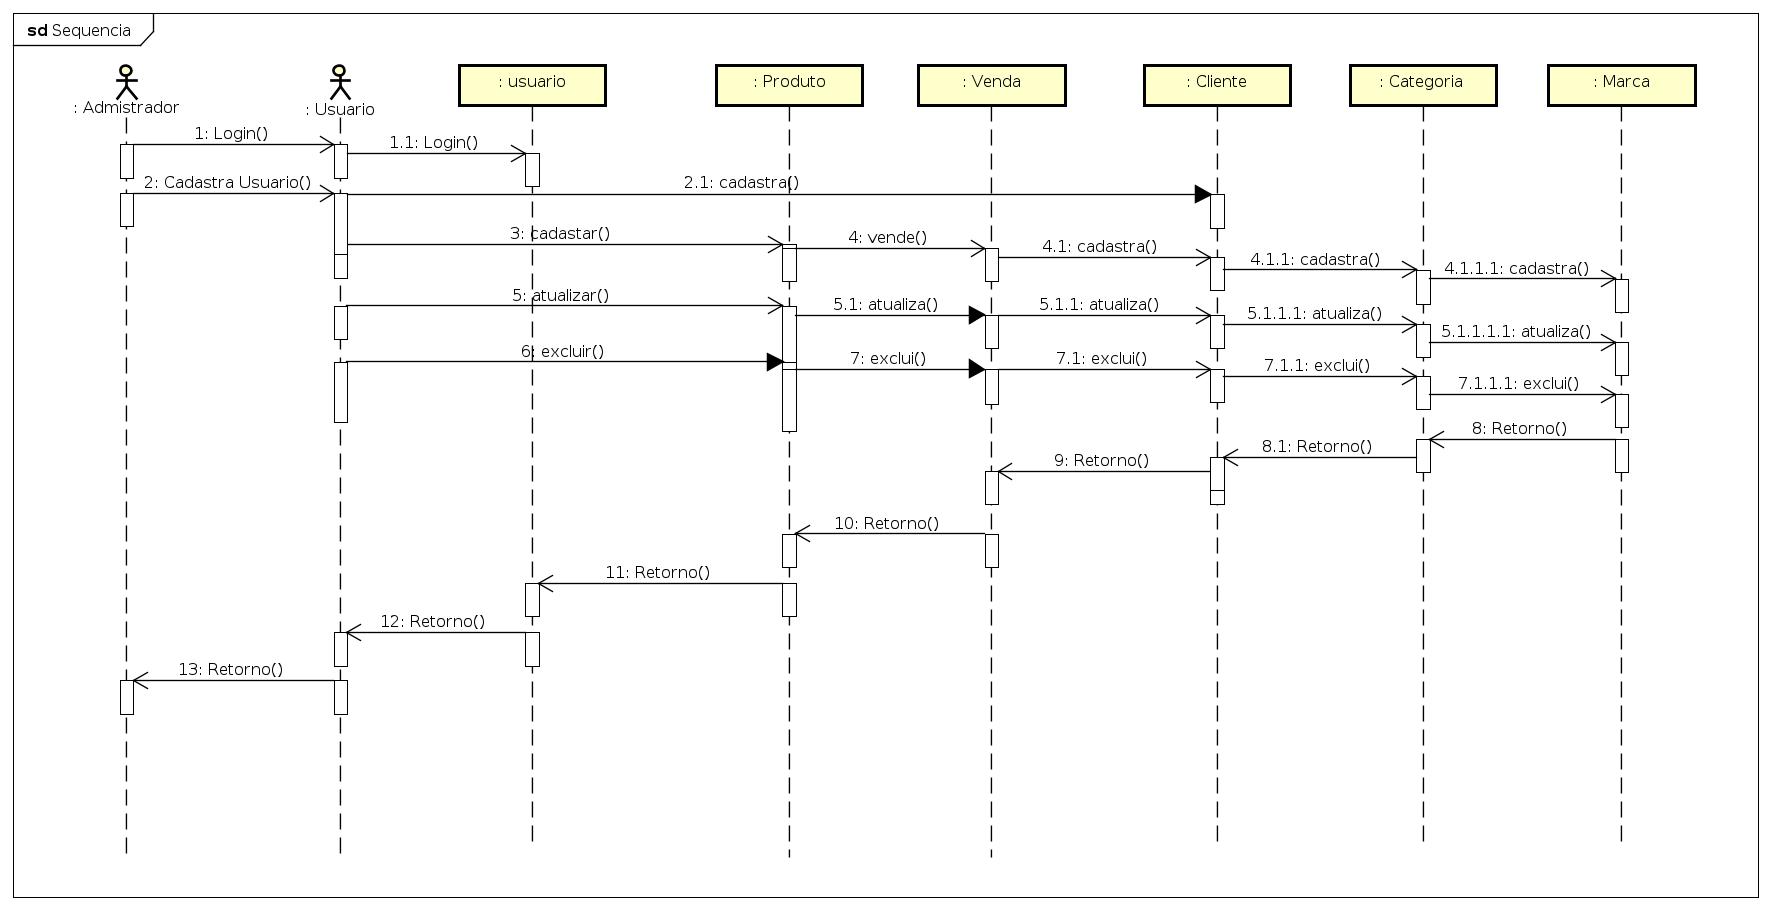 sd Sequencia
: Admistrador
: Usuario
: usuario
: Produto
: Venda
: Cliente
: Categoria
: Marca
1: Login()
1.1: Login()
2: Cadastra Usuario()
2.1: cadastra()
3: cadastar()
4: vende()
4.1: cadastra()
4.1.1: cadastra()
4.1.1.1: cadastra()
5: atualizar()
5.1: atualiza()
5.1.1: atualiza()
5.1.1.1: atualiza()
5.1.1.1.1: atualiza()
6: excluir()
7: exclui()
7.1: exclui()
7.1.1: exclui()
7.1.1.1: exclui()
8: Retorno()
8.1: Retorno()
9: Retorno()
10: Retorno()
11: Retorno()
12: Retorno()
13: Retorno()